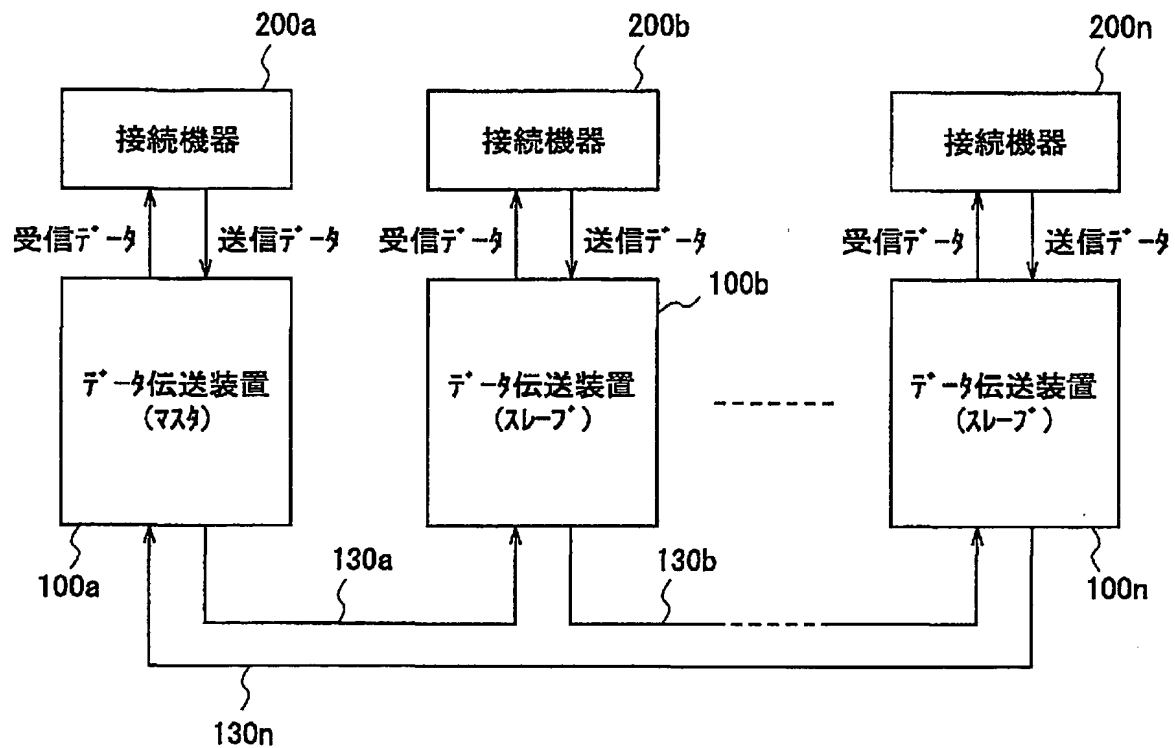 200a
200b
200n
接続機器
接続機器
接続機器
受信ﾃﾞｰﾀ
送信ﾃﾞｰﾀ
受信ﾃﾞｰﾀ
送信ﾃﾞｰﾀ
受信ﾃﾞｰﾀ
送信ﾃﾞｰﾀ
100b
ﾃﾞｰﾀ伝送装置
(ﾏｽﾀ)
ﾃﾞｰﾀ伝送装置
(ｽﾚｰﾌﾞ)
ﾃﾞｰﾀ伝送装置
(ｽﾚｰﾌﾞ)
100a
130a
130b
100n
130n